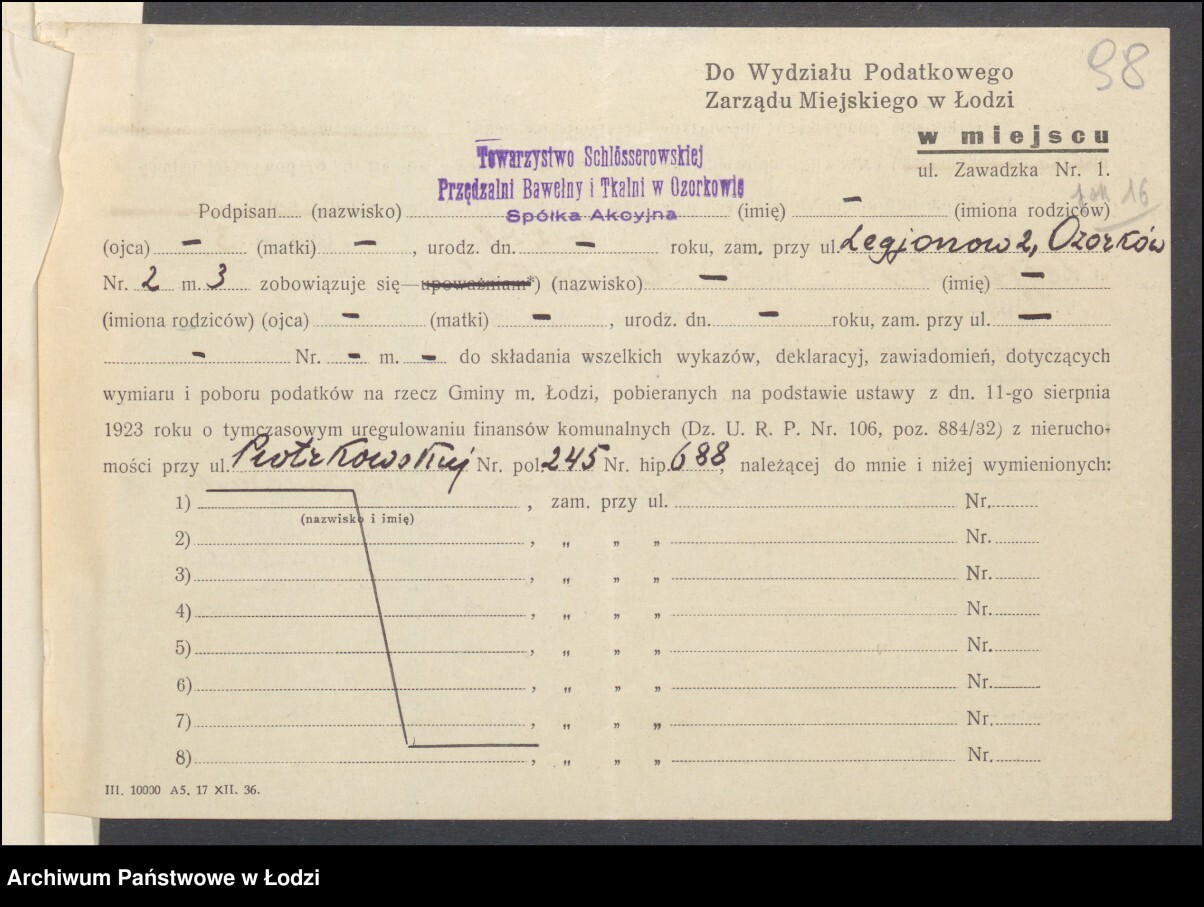 Do Wydziału Podatkowego
98
Zarządu Miejskiego w Łodzi
w miejscu
ul. Zawadzka Nr. 1.
16
Towarzystwo Schlösserowskiej
Przędzalni Bawełny i Tkalni w Ozorkowie
Spółka Akcyjna
Podpisan..... (nazwisko) (imię) — (imiona rodziców)
(ojca) — (matki) — , urodz. dn. — roku, zam. przy ul. Legjonow 2, Ozorków
Nr. 2 m. 3 zobowiązuje się—upoważniam*) (nazwisko) — (imię) —
(imiona rodziców) (ojca) — (matki) — , urodz. dn. — roku, zam. przy ul. —
— Nr. — m. — do składania wszelkich wykazów, deklaracyj, zawiadomień, dotyczących
wymiaru i poboru podatków na rzecz Gminy m. Łodzi, pobieranych na podstawie ustawy z dn. 11-go sierpnia
1923 roku o tymczasowym uregulowaniu finansów komunalnych (Dz. U. R. P. Nr. 106, poz. 884/32) z nierucho-
mości przy ul. Piotrkowskiej Nr. pol. 245 Nr. hip. 688, należącej do mnie i niżej wymienionych:
1) , zam. przy ul. Nr.
(nazwisko i imię)
2) , „ „ „ Nr.
3) , „ „ „ Nr.
4) , „ „ „ Nr.
5) , „ „ „ Nr.
6) , „ „ „ Nr.
7) , „ „ „ Nr.
8) , „ „ „ Nr.
III. 10000 A5. 17 XII. 36.
Archiwum Państwowe w Łodzi